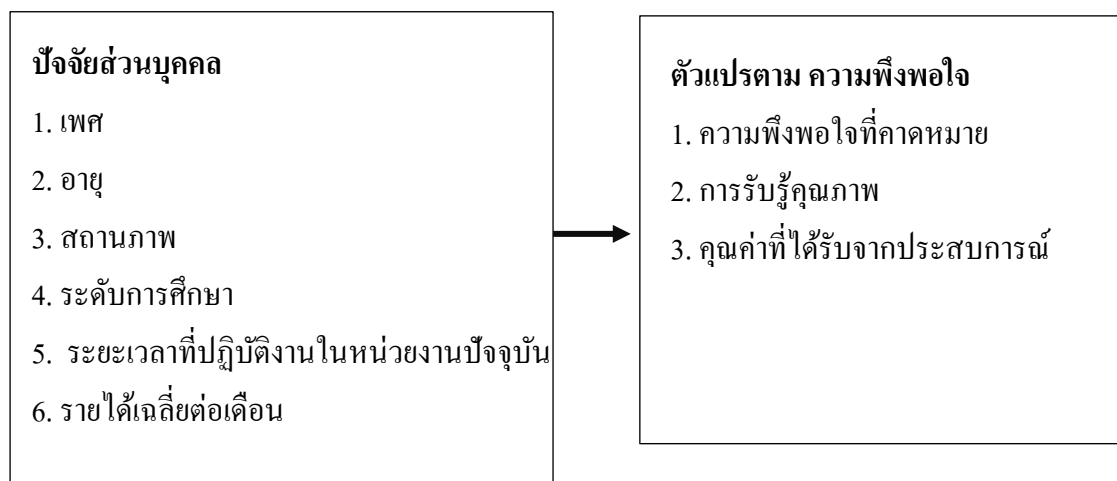 ปัจจัยส่วนบุคคล
1. เพศ
2. อายุ
3. สถานภาพ
4. ระดับการศึกษา
5. ระยะเวลาที่ปฏิบัติงานในหน่วยงานปัจจุบัน
6. รายได้เฉลี่ยต่อเดือน
ตัวแปรตาม ความพึงพอใจ
1. ความพึงพอใจที่คาดหมาย
2. การรับรู้คุณภาพ
3. คุณค่าที่ได้รับจากประสบการณ์